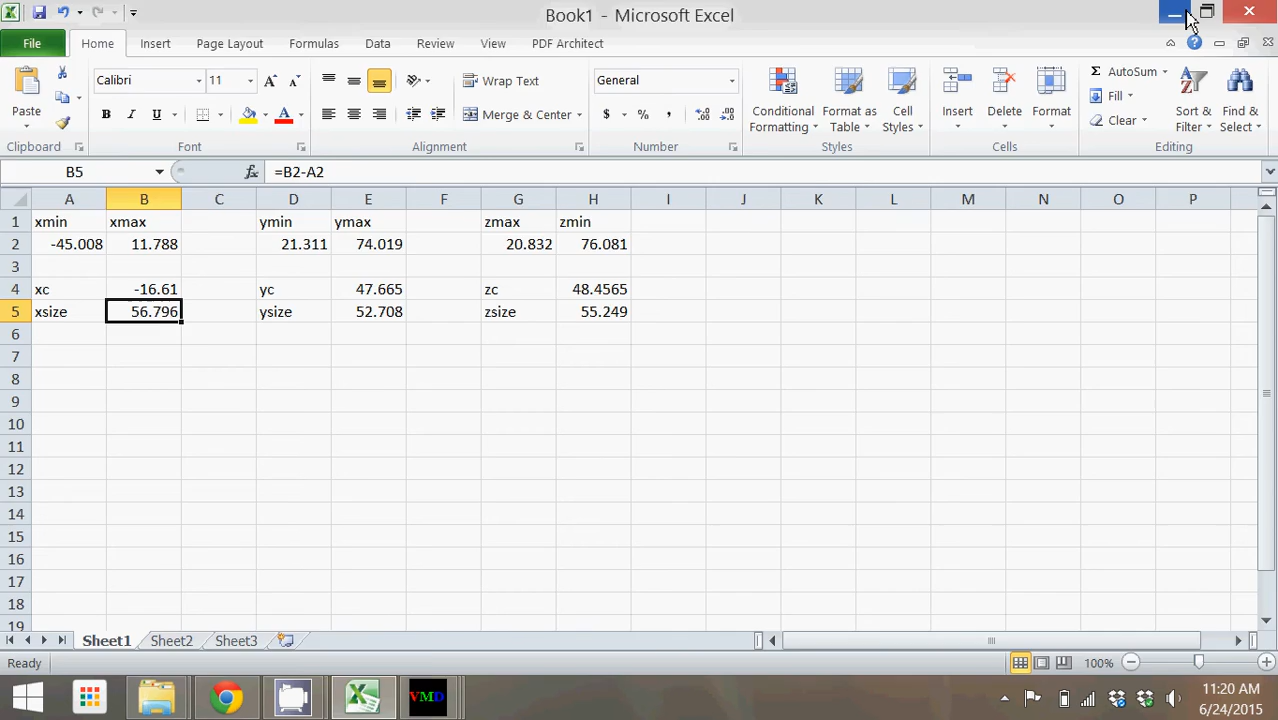 Book1 - Microsoft Excel
File Home Insert Page Layout Formulas Data Review View PDF Architect
Paste
Clipboard
Calibri 11
B I U A
Font
Wrap Text
Merge & Center
Alignment
General
$ % ,
Number
Conditional Formatting
Format as Table
Cell Styles
Styles
Insert
Delete
Format
Cells
Σ AutoSum
Fill
Clear
Sort & Filter
Find & Select
Editing
B5 fx =B2-A2
A B C D E F G H I J K L M N O P
1 xmin xmax ymin ymax zmax zmin
2 -45.008 11.788 21.311 74.019 20.832 76.081
3
4 xc -16.61 yc 47.665 zc 48.4565
5 xsize 56.796 ysize 52.708 zsize 55.249
6
7
8
9
10
11
12
13
14
15
16
17
18
19
Sheet1 Sheet2 Sheet3
Ready 100%
VMD
11:20 AM
6/24/2015